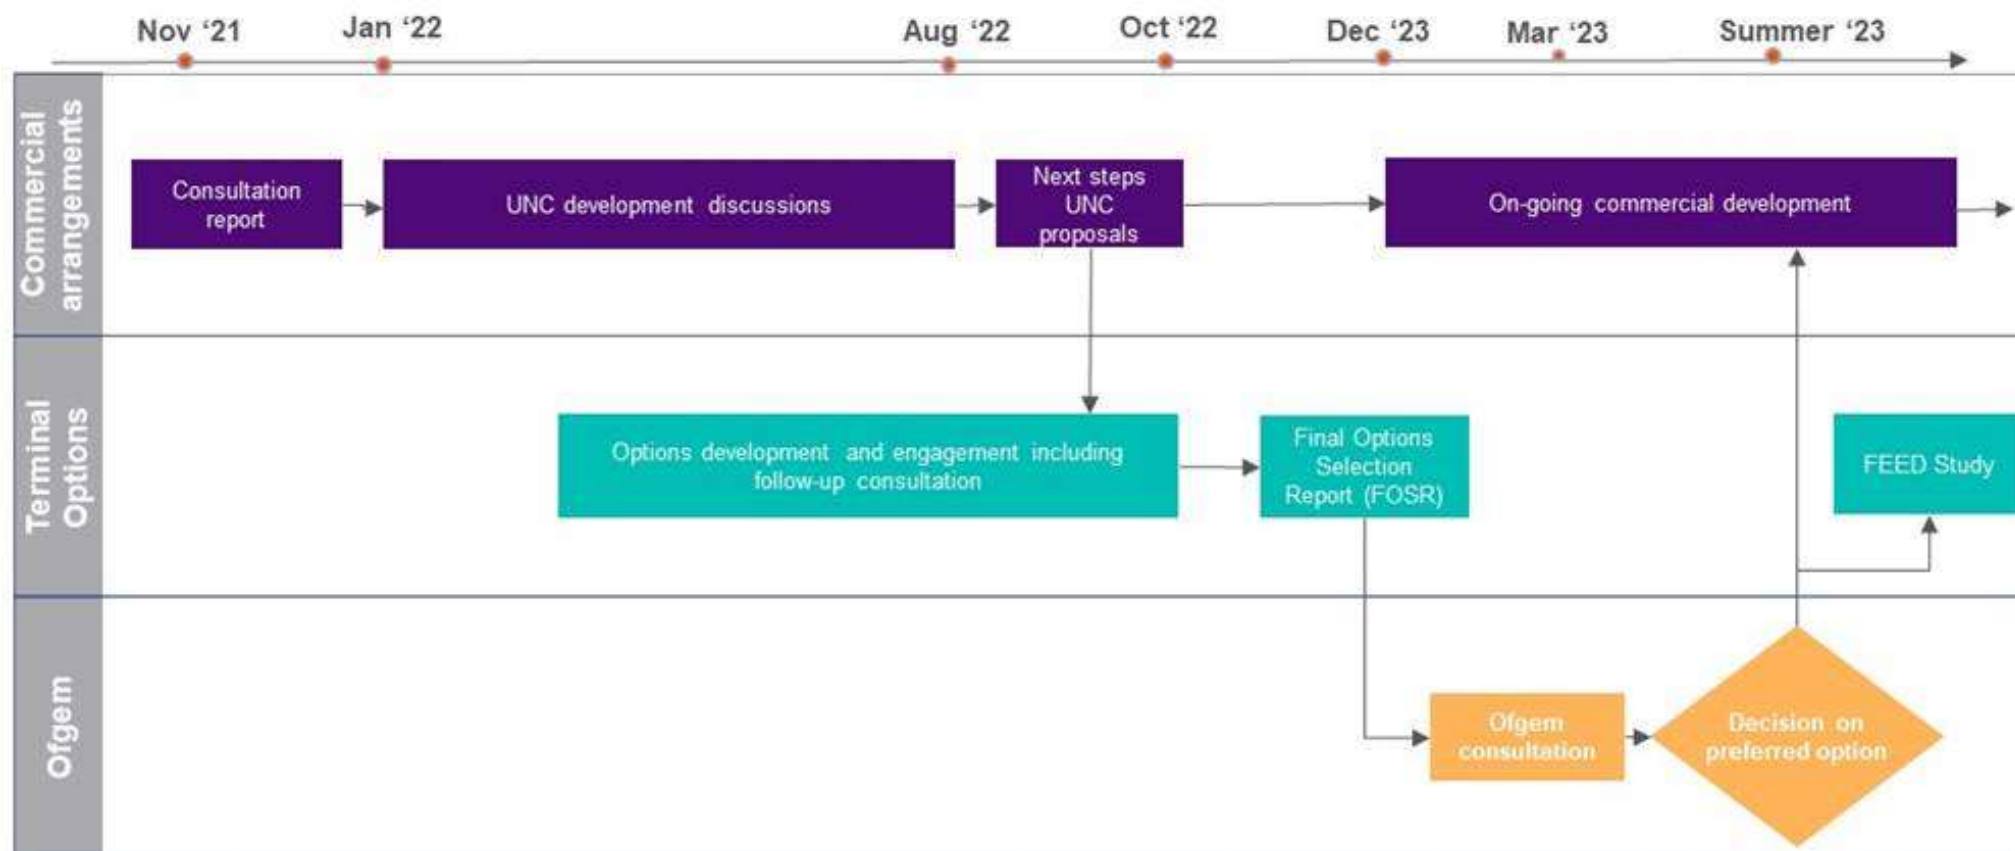 Nov ‘21
Jan ‘22
Aug ‘22
Oct ‘22
Dec ‘23
Mar ‘23
Summer ‘23
Commercial
arrangements
Consultation
report
UNC development discussions
Next steps
UNC
proposals
On-going commercial development
Terminal
Options
Options development and engagement including
follow-up consultation
Final Options
Selection
Report (FOSR)
FEED Study
Ofgem
Ofgem
consultation
Decision on
preferred option